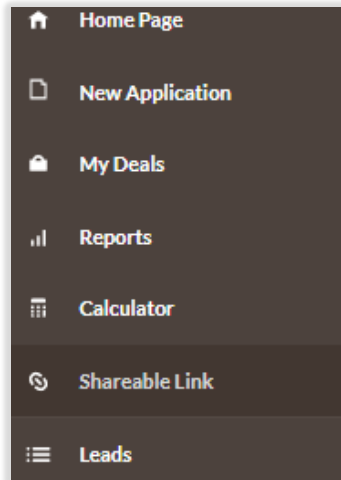 Home Page
New Application
My Deals
Reports
Calculator
Shareable Link
Leads